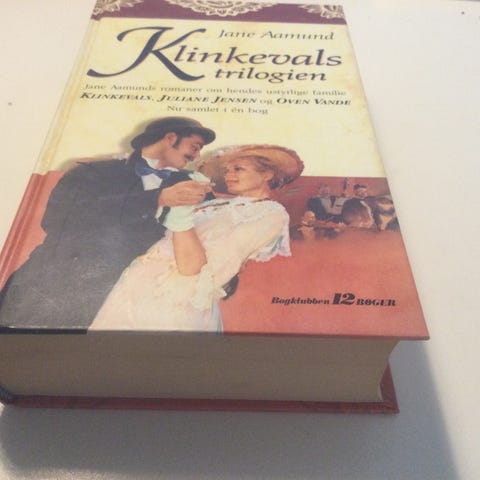 Jane Aamund
Klinkevals
trilogien
Jane Aamunds romaner om hendes ustyrlige familie
KLINKEVALS, JULIANE JENSEN og OVEN VANDE
Nu samlet i én bog
Bogklubben 12 BØGER